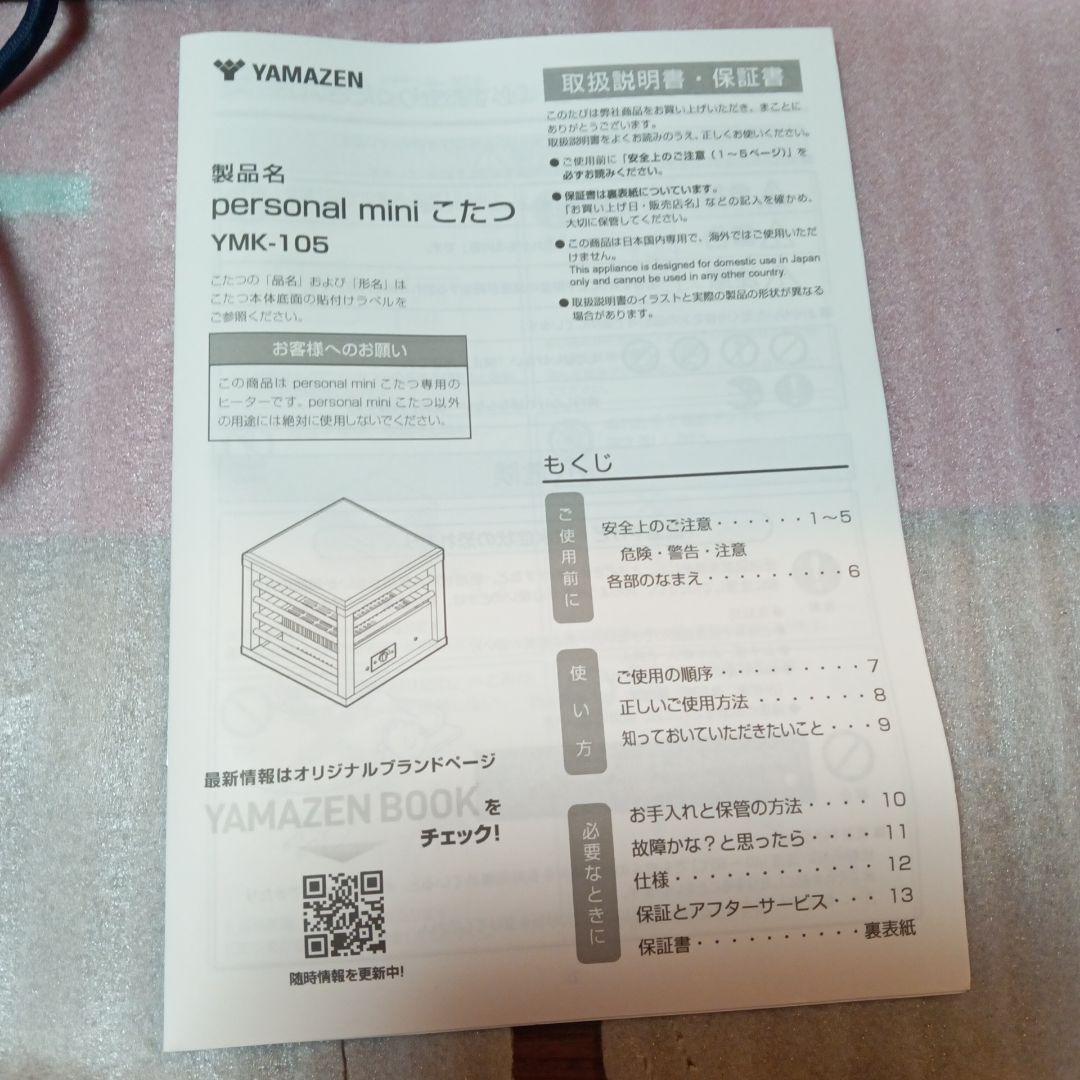 YAMAZEN
製品名
personal mini こたつ
YMK-105
こたつの「品名」および「形名」は
こたつ本体底面の貼付けラベルを
ご参照ください。
お客様へのお願い
この商品は personal mini こたつ専用の
ヒーターです。personal mini こたつ以外
の用途には絶対に使用しないでください。
最新情報はオリジナルブランドページ
YAMAZEN BOOKを
チェック!
随時情報を更新中!
取扱説明書・保証書
このたびは弊社商品をお買い上げいただき、まことに
ありがとうございます。
取扱説明書をよくお読みのうえ、正しくお使いください。
●ご使用前に「安全上のご注意（1～5ページ）」を
必ずお読みください。
●保証書は裏表紙についています。
「お買い上げ日・販売店名」などの記入を確かめ、
大切に保管してください。
●この商品は日本国内専用で、海外ではご使用いただ
けません。
This appliance is designed for domestic use in Japan
only and cannot be used in any other country.
●取扱説明書のイラストと実際の製品の形状が異なる
場合があります。
もくじ
ご使用前に
安全上のご注意・・・・・・1～5
危険・警告・注意
各部のなまえ・・・・・・・・・6
使い方
ご使用の順序・・・・・・・・・7
正しいご使用方法・・・・・・・8
知っておいていただきたいこと・・・9
必要なときに
お手入れと保管の方法・・・・10
故障かな？と思ったら・・・・11
仕様・・・・・・・・・・・・12
保証とアフターサービス・・・13
保証書・・・・・・・・・・裏表紙